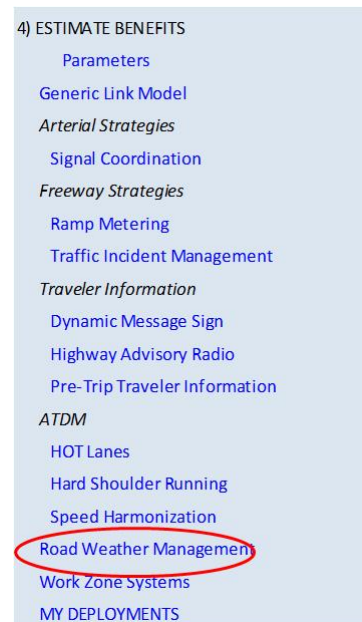 4) ESTIMATE BENEFITS
Parameters
Generic Link Model
Arterial Strategies
Signal Coordination
Freeway Strategies
Ramp Metering
Traffic Incident Management
Traveler Information
Dynamic Message Sign
Highway Advisory Radio
Pre-Trip Traveler Information
ATDM
HOT Lanes
Hard Shoulder Running
Speed Harmonization
Road Weather Management
Work Zone Systems
MY DEPLOYMENTS